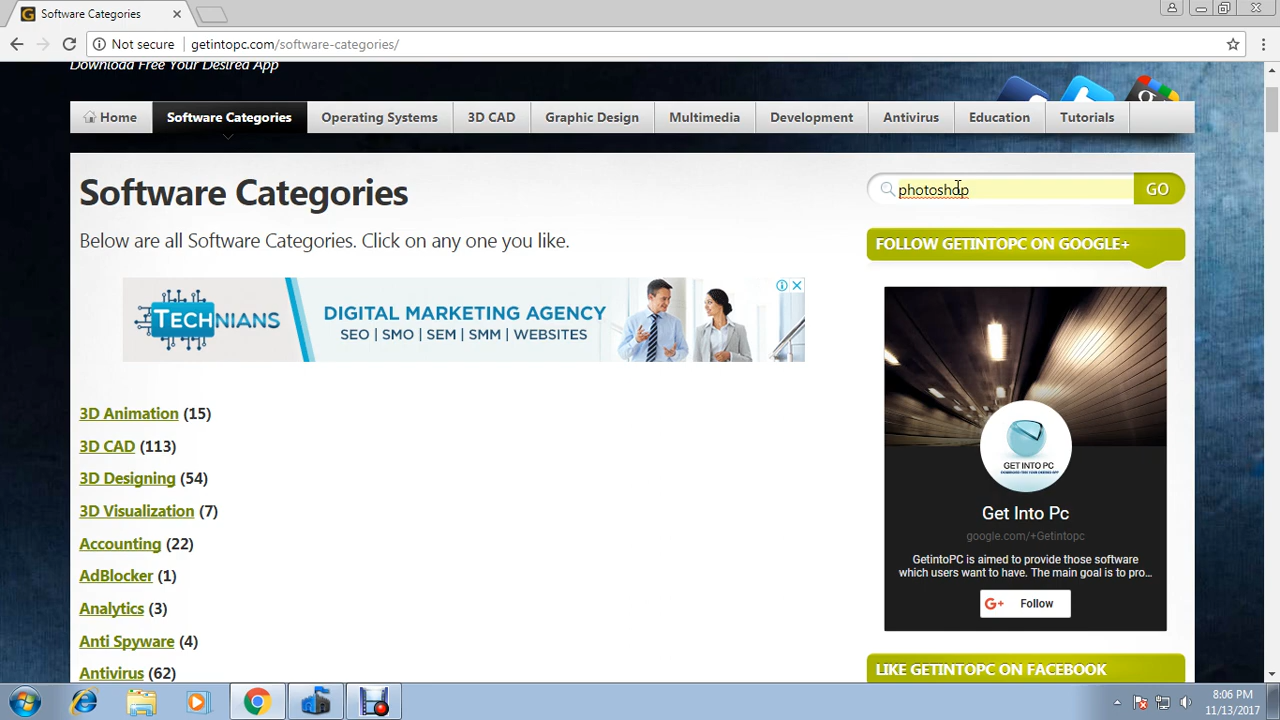 Software Categories
Not secure
getintopc.com/software-categories/
Download Free Your Desired App
Home
Software Categories
Operating Systems
3D CAD
Graphic Design
Multimedia
Development
Antivirus
Education
Tutorials
Software Categories
photoshop
GO
Below are all Software Categories. Click on any one you like.
FOLLOW GETINTOPC ON GOOGLE+
TECHNIANS
DIGITAL MARKETING AGENCY
SEO | SMO | SEM | SMM | WEBSITES
3D Animation (15)
3D CAD (113)
3D Designing (54)
3D Visualization (7)
Accounting (22)
AdBlocker (1)
Analytics (3)
Anti Spyware (4)
Antivirus (62)
GET INTO PC
Get Into Pc
google.com/+Getintopc
GetintoPC is aimed to provide those software
which users want to have. The main goal is to pro...
G+ Follow
LIKE GETINTOPC ON FACEBOOK
8:06 PM
11/13/2017